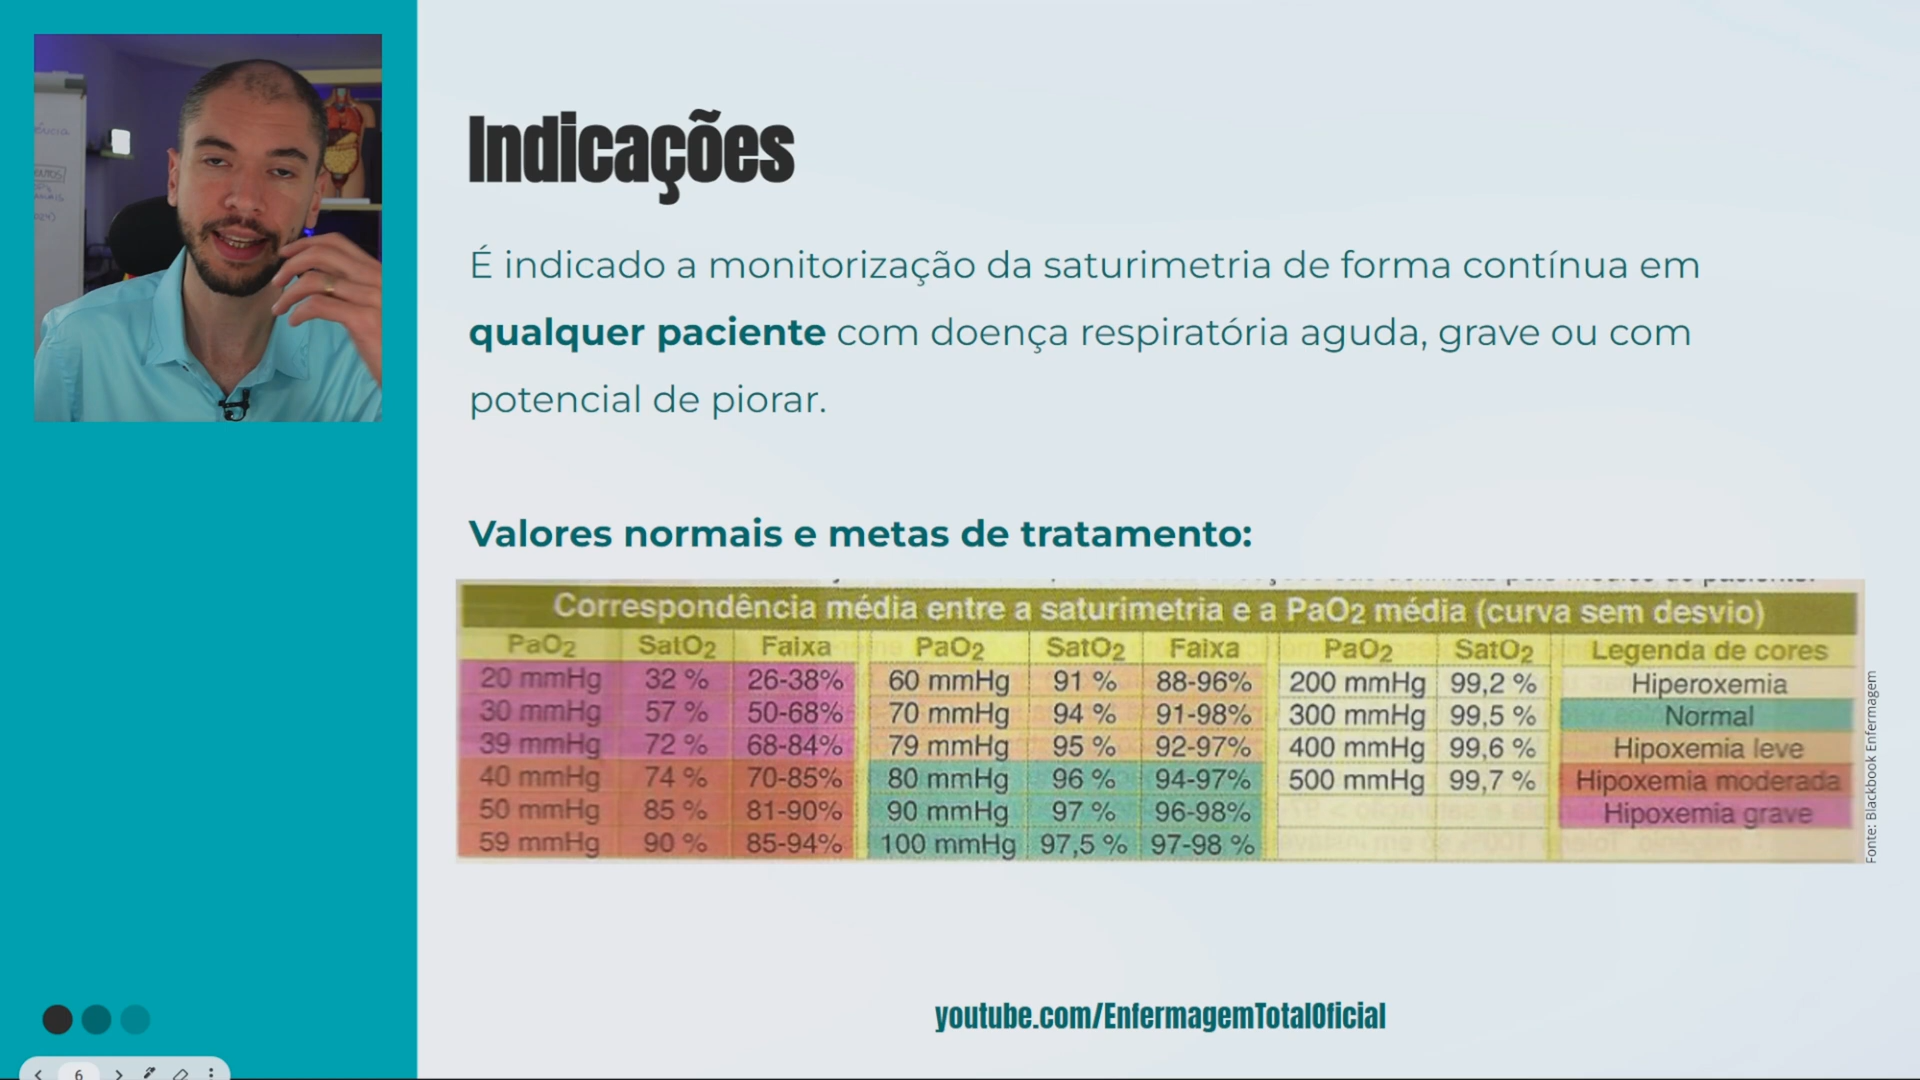 Indicações
É indicado a monitorização da saturimetria de forma contínua em
qualquer paciente com doença respiratória aguda, grave ou com
potencial de piorar.
Valores normais e metas de tratamento:
Correspondência média entre a saturimetria e a PaO2 média (curva sem desvio)
PaO2 SatO2 Faixa PaO2 SatO2 Faixa PaO2 SatO2 Legenda de cores
20 mmHg 32 % 26-38% 60 mmHg 91 % 88-96% 200 mmHg 99,2 % Hiperoxemia
30 mmHg 57 % 50-68% 70 mmHg 94 % 91-98% 300 mmHg 99,5 % Normal
39 mmHg 72 % 68-84% 79 mmHg 95 % 92-97% 400 mmHg 99,6 % Hipoxemia leve
40 mmHg 74 % 70-85% 80 mmHg 96 % 94-97% 500 mmHg 99,7 % Hipoxemia moderada
50 mmHg 85 % 81-90% 90 mmHg 97 % 96-98% Hipoxemia grave
59 mmHg 90 % 85-94% 100 mmHg 97,5 % 97-98 %
Fonte: Blackbook Enfermagem
youtube.com/EnfermagemTotalOficial
6